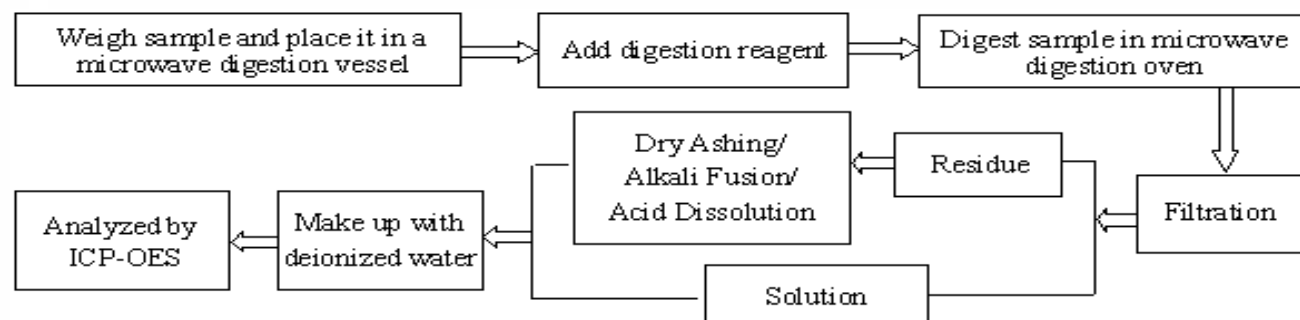 Weigh sample and place it in a
microwave digestion vessel
Add digestion reagent
Digest sample in microwave
digestion oven
Filtration
Residue
Dry Ashing/
Alkali Fusion/
Acid Dissolution
Solution
Make up with
deionized water
Analyzed by
ICP-OES